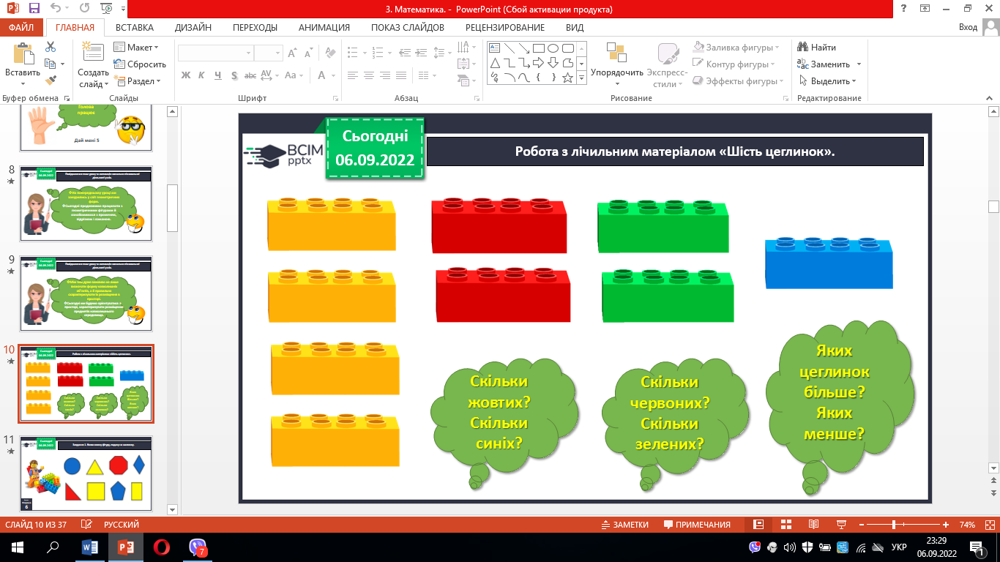 3. Математика. - PowerPoint (Сбой активации продукта)
ФАЙЛ ГЛАВНАЯ ВСТАВКА ДИЗАЙН ПЕРЕХОДЫ АНИМАЦИЯ ПОКАЗ СЛАЙДОВ РЕЦЕНЗИРОВАНИЕ ВИД Вход
Вставить
Буфер обмена
Создать
слайд
Макет
Сбросить
Раздел
Слайды
Ж К Ч S abc AV Aa А
Шрифт
Абзац
Упорядочить
Экспресс-
стили
Заливка фигуры
Контур фигуры
Эффекты фигуры
Рисование
Найти
Заменить
Выделить
Редактирование
Голова
працює
Дай мені 5
8
9
10
11
Сьогодні
06.09.2022
ВСІМ
pptx
Робота з лічильним матеріалом «Шість цеглинок».
Скільки
жовтих?
Скільки
синіх?
Скільки
червоних?
Скільки
зелених?
Яких
цеглинок
більше?
Яких
менше?
СЛАЙД 10 ИЗ 37 РУССКИЙ ЗАМЕТКИ ПРИМЕЧАНИЯ 74%
7
УКР
23:29
06.09.2022
1